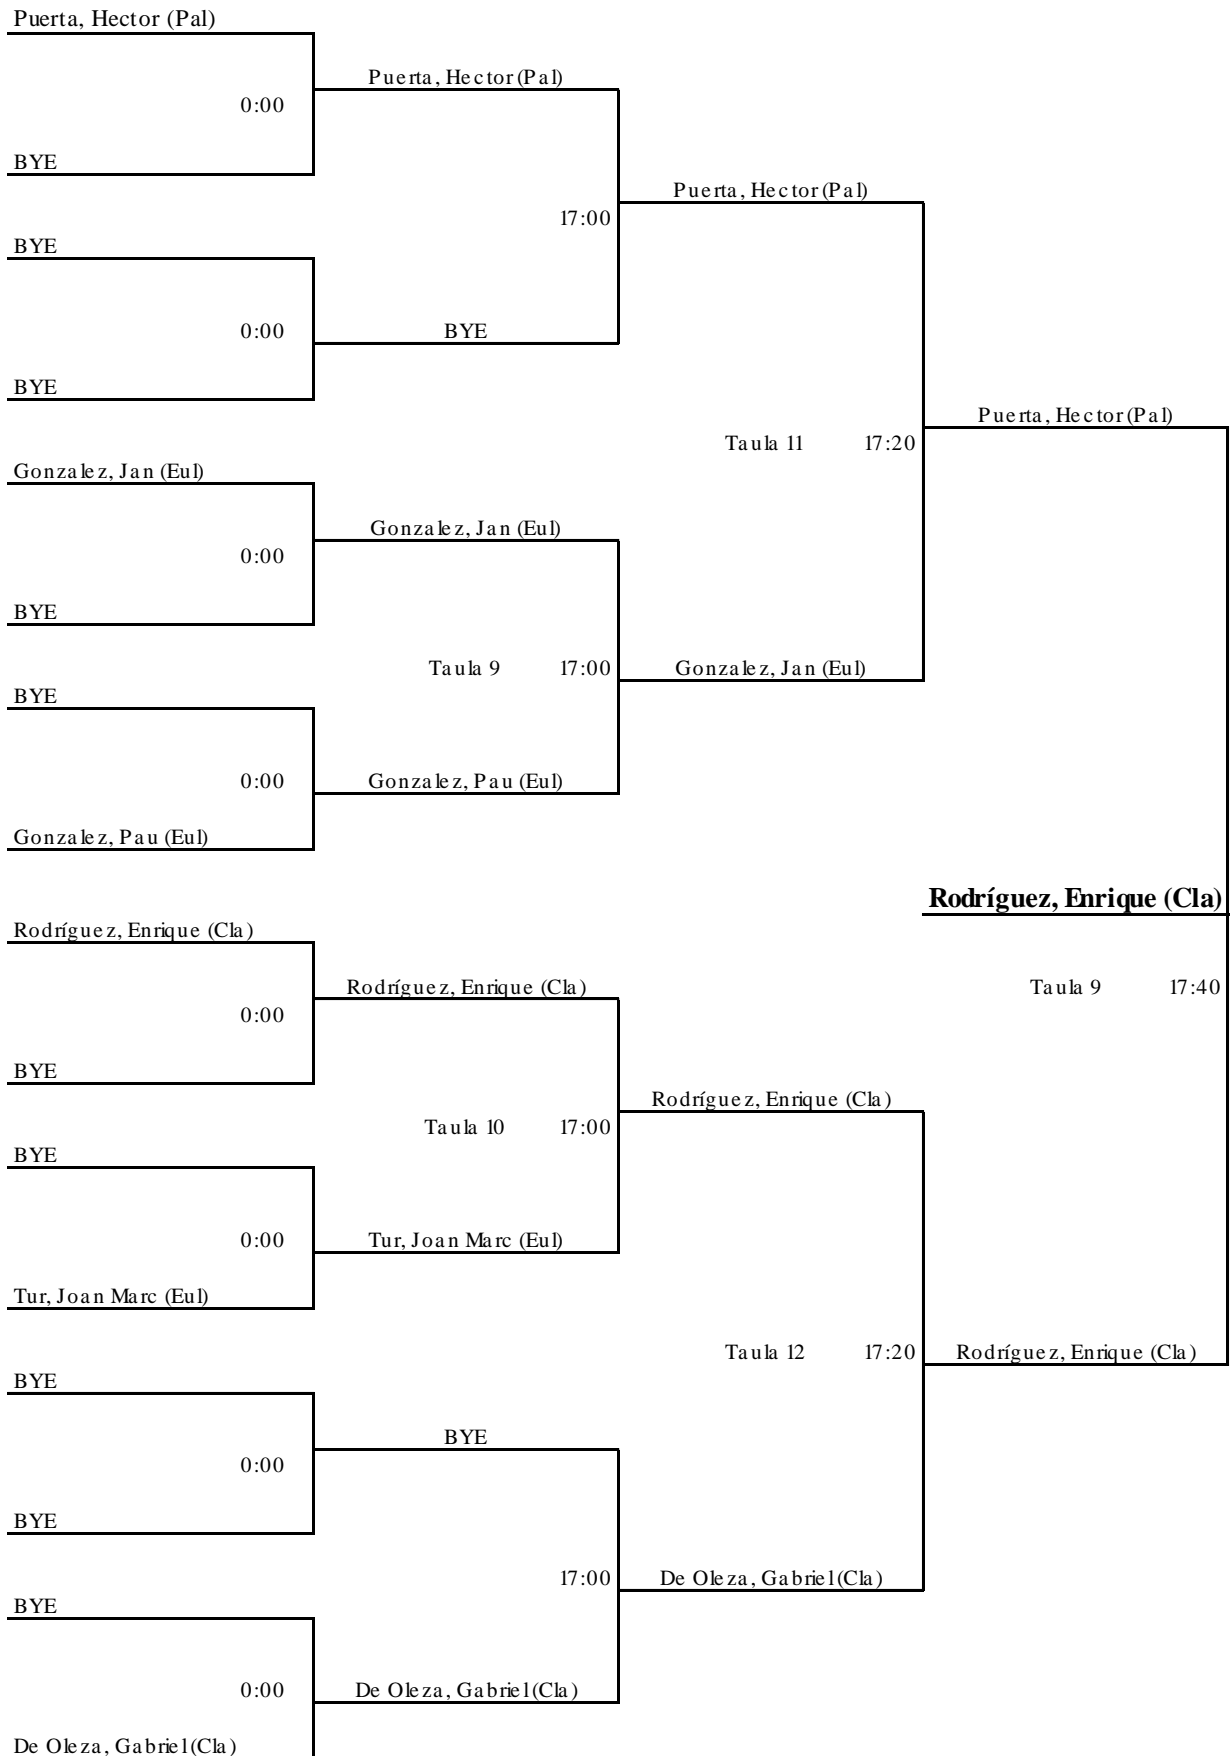 Puerta, Hector (Pal)
Puerta, Hector (Pal)
0:00
BYE
Puerta, Hector (Pal)
17:00
BYE
0:00
BYE
BYE
Puerta, Hector (Pal)
Taula 11 17:20
Gonzalez, Jan (Eul)
Gonzalez, Jan (Eul)
0:00
BYE
Taula 9 17:00
Gonzalez, Jan (Eul)
BYE
0:00
Gonzalez, Pau (Eul)
Gonzalez, Pau (Eul)
Rodríguez, Enrique (Cla)
Rodríguez, Enrique (Cla)
Rodríguez, Enrique (Cla)
Taula 9 17:40
0:00
BYE
Rodríguez, Enrique (Cla)
Taula 10 17:00
BYE
0:00
Tur, Joan Marc (Eul)
Tur, Joan Marc (Eul)
Taula 12 17:20
Rodríguez, Enrique (Cla)
BYE
BYE
0:00
BYE
17:00
De Oleza, Gabriel (Cla)
BYE
0:00
De Oleza, Gabriel (Cla)
De Oleza, Gabriel (Cla)